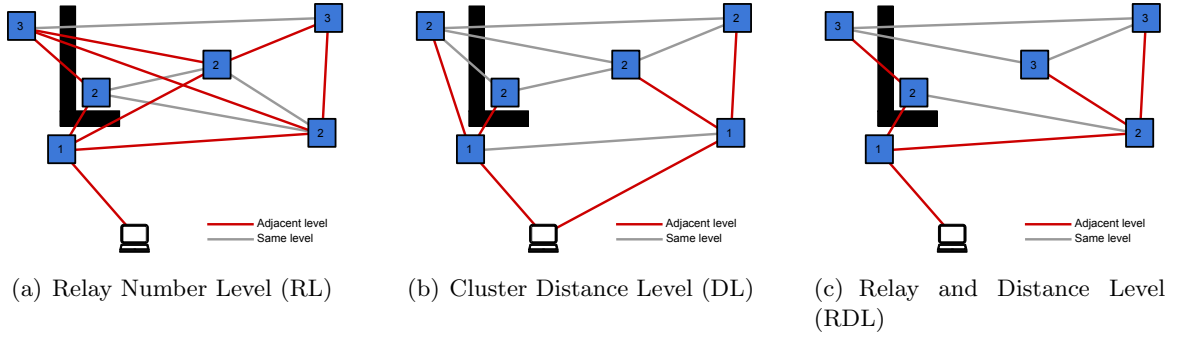 3
3
2
2
2
1
Adjacent level
Same level
(a) Relay Number Level (RL)
2
2
2
2
1
1
Adjacent level
Same level
(b) Cluster Distance Level (DL)
3
3
3
2
2
1
Adjacent level
Same level
(c) Relay and Distance Level
(RDL)